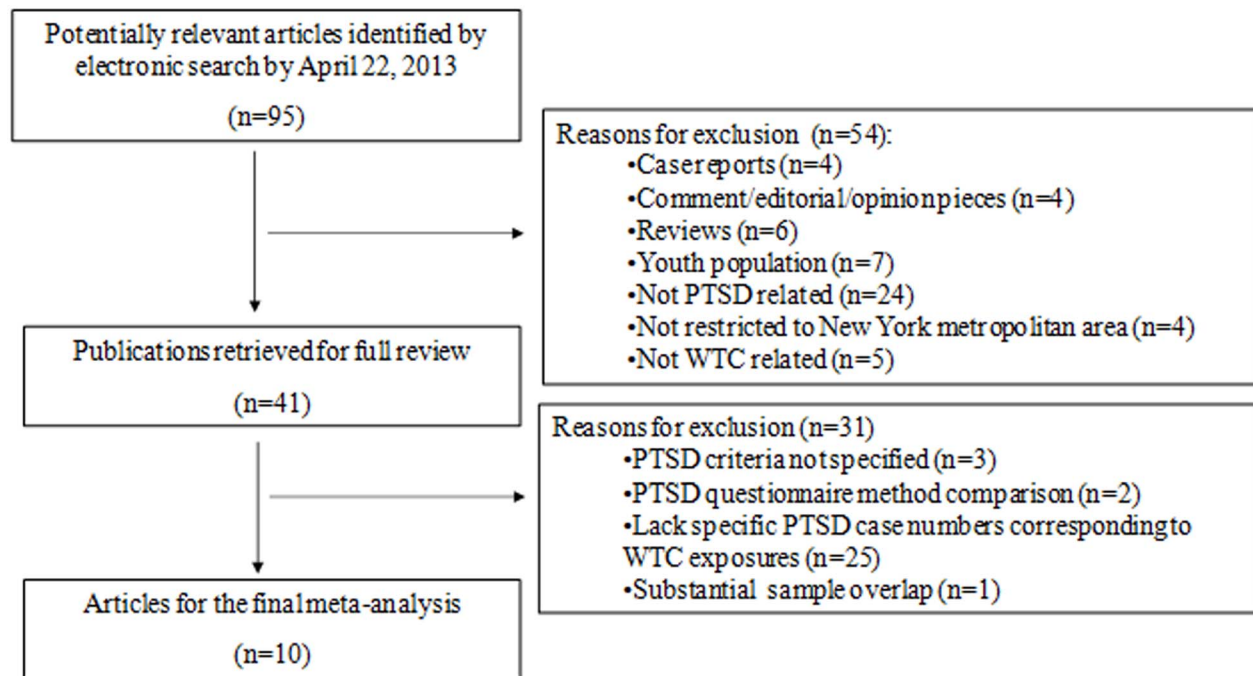 Potentially relevant articles identified by
electronic search by April 22, 2013
(n=95)
Reasons for exclusion (n=54):
•Case reports (n=4)
•Comment/editorial/opinion pieces (n=4)
•Reviews (n=6)
•Youth population (n=7)
•Not PTSD related (n=24)
•Not restricted to New York metropolitan area (n=4)
•Not WTC related (n=5)
Publications retrieved for full review
(n=41)
Reasons for exclusion (n=31)
•PTSD criteria not specified (n=3)
•PTSD questionnaire method comparison (n=2)
•Lack specific PTSD case numbers corresponding to
WTC exposures (n=25)
•Substantial sample overlap (n=1)
Articles for the final meta-analysis
(n=10)